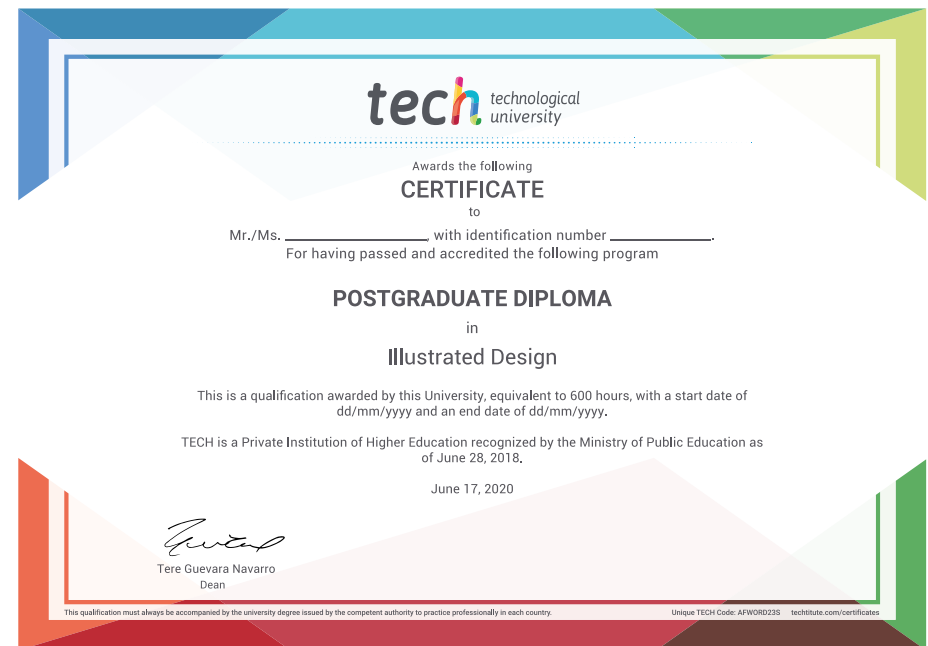 tech technological
university
Awards the following
CERTIFICATE
to
Mr./Ms. ____________________, with identification number ______________.
For having passed and accredited the following program
POSTGRADUATE DIPLOMA
in
Illustrated Design
This is a qualification awarded by this University, equivalent to 600 hours, with a start date of
dd/mm/yyyy and an end date of dd/mm/yyyy.
TECH is a Private Institution of Higher Education recognized by the Ministry of Public Education as
of June 28, 2018.
June 17, 2020
Tere Guevara Navarro
Dean
This qualification must always be accompanied by the university degree issued by the competent authority to practice professionally in each country. Unique TECH Code: AFWORD23S techtitute.com/certificates